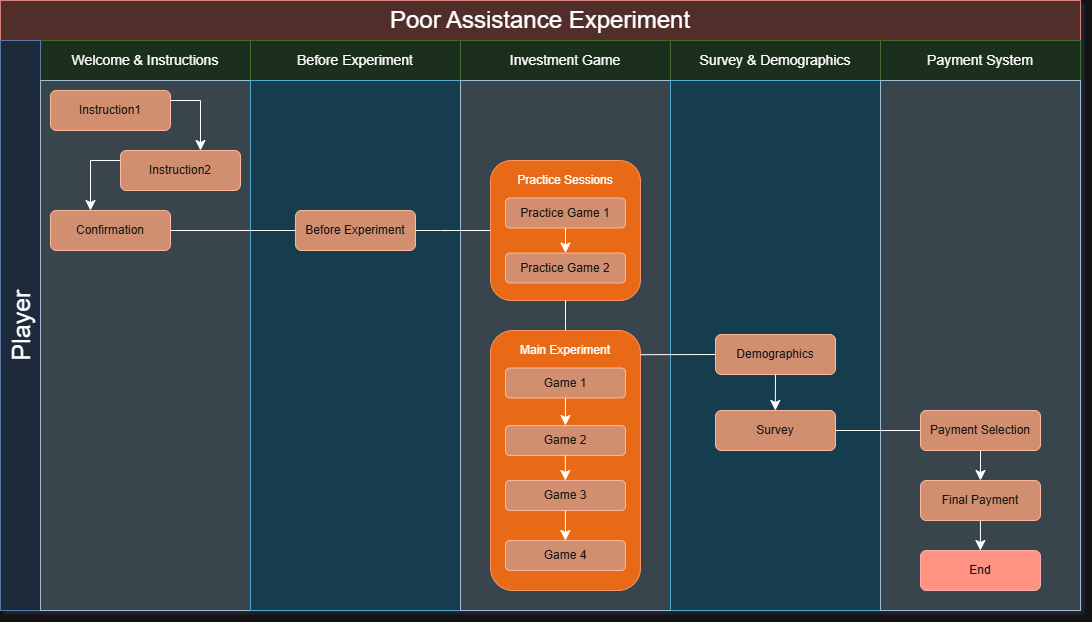 Poor Assistance Experiment
Player
Welcome & Instructions
Before Experiment
Investment Game
Survey & Demographics
Payment System
Instruction1
Instruction2
Confirmation
Before Experiment
Practice Sessions
Practice Game 1
Practice Game 2
Main Experiment
Game 1
Game 2
Game 3
Game 4
Demographics
Survey
Payment Selection
Final Payment
End